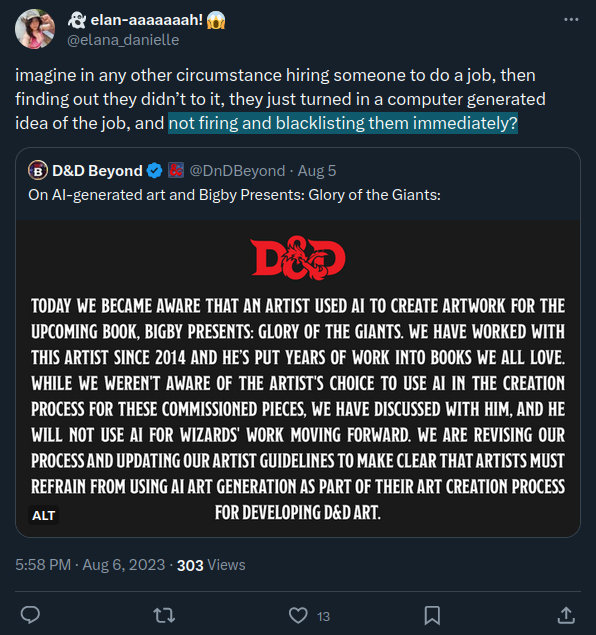 👻 elan-aaaaaaah! 😱
@elana_danielle
imagine in any other circumstance hiring someone to do a job, then
finding out they didn't to it, they just turned in a computer generated
idea of the job, and not firing and blacklisting them immediately?
D&D Beyond @DnDBeyond · Aug 5
On AI-generated art and Bigby Presents: Glory of the Giants:
D&D
TODAY WE BECAME AWARE THAT AN ARTIST USED AI TO CREATE ARTWORK FOR THE
UPCOMING BOOK, BIGBY PRESENTS: GLORY OF THE GIANTS. WE HAVE WORKED WITH
THIS ARTIST SINCE 2014 AND HE'S PUT YEARS OF WORK INTO BOOKS WE ALL LOVE.
WHILE WE WEREN'T AWARE OF THE ARTIST'S CHOICE TO USE AI IN THE CREATION
PROCESS FOR THESE COMMISSIONED PIECES, WE HAVE DISCUSSED WITH HIM, AND HE
WILL NOT USE AI FOR WIZARDS' WORK MOVING FORWARD. WE ARE REVISING OUR
PROCESS AND UPDATING OUR ARTIST GUIDELINES TO MAKE CLEAR THAT ARTISTS MUST
REFRAIN FROM USING AI ART GENERATION AS PART OF THEIR ART CREATION PROCESS
FOR DEVELOPING D&D ART.
ALT
5:58 PM · Aug 6, 2023 · 303 Views
13